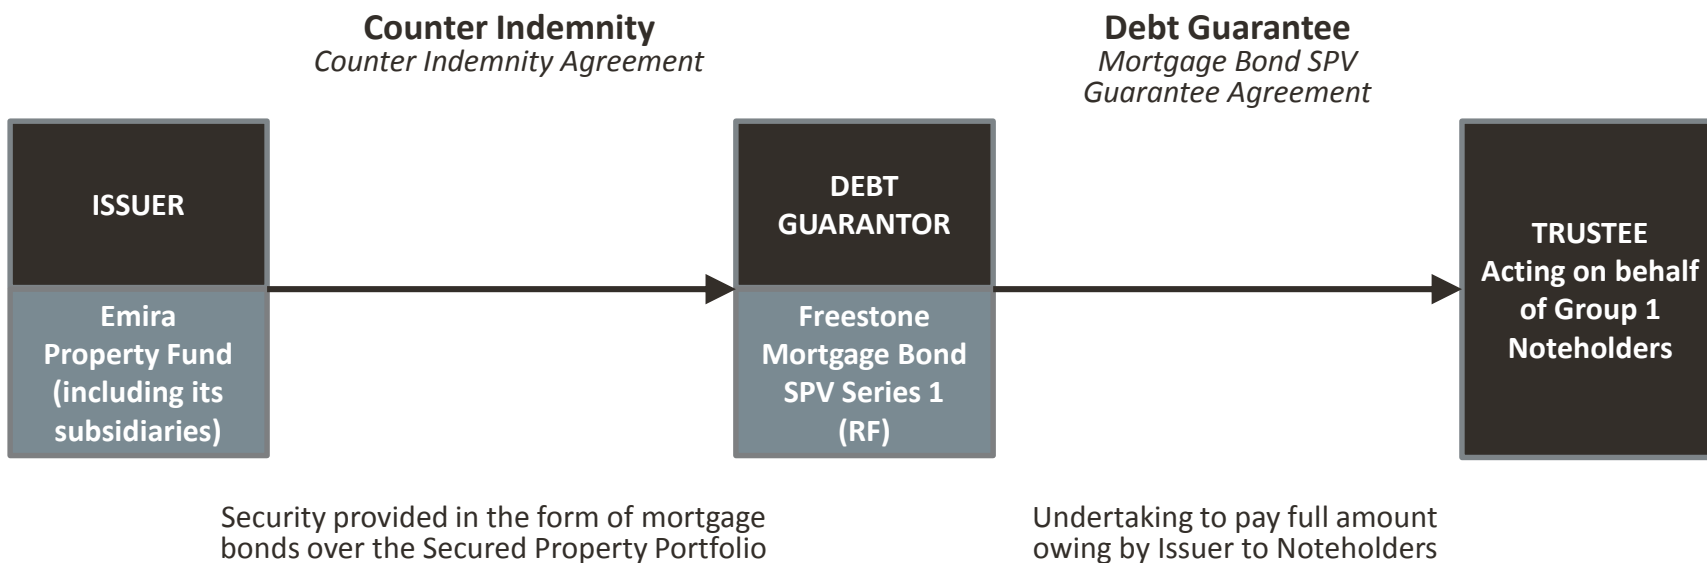 Counter Indemnity
Counter Indemnity Agreement
Debt Guarantee
Mortgage Bond SPV
Guarantee Agreement
ISSUER
Emira
Property Fund
(including its
subsidiaries)
DEBT
GUARANTOR
Freestone
Mortgage Bond
SPV Series 1
(RF)
TRUSTEE
Acting on behalf
of Group 1
Noteholders
Security provided in the form of mortgage
bonds over the Secured Property Portfolio
Undertaking to pay full amount
owing by Issuer to Noteholders